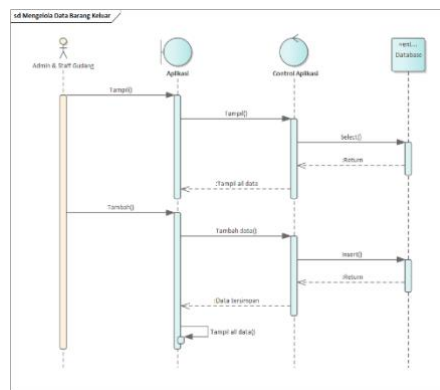 sd Mengelola Data Barang Keluar
Admin & Staff Gudang
Aplikasi
Control Aplikasi
«ent...
Database
Tampil()
Tampil()
Select()
:Return
:Tampil all data
Tambah()
Tambah data()
Insert()
:Return
:Data tersimpan
Tampil all data()